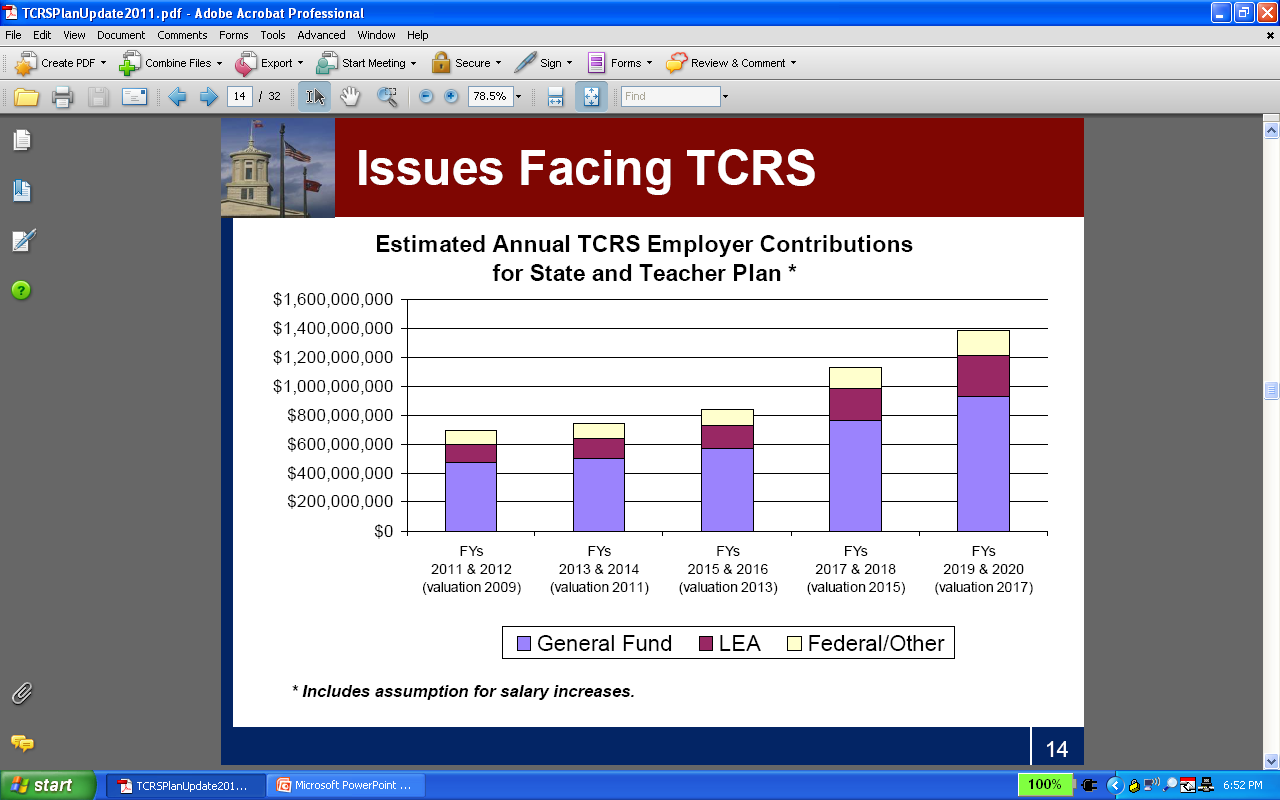 TCRSPlanUpdate2011.pdf - Adobe Acrobat Professional
File Edit View Document Comments Forms Tools Advanced Window Help
Create PDF Combine Files Export Start Meeting Secure Sign Forms Review & Comment
14 / 32 78.5% Find
Issues Facing TCRS
Estimated Annual TCRS Employer Contributions
for State and Teacher Plan *
$1,600,000,000
$1,400,000,000
$1,200,000,000
$1,000,000,000
$800,000,000
$600,000,000
$400,000,000
$200,000,000
$0
FYs FYs FYs FYs FYs
2011 & 2012 2013 & 2014 2015 & 2016 2017 & 2018 2019 & 2020
(valuation 2009) (valuation 2011) (valuation 2013) (valuation 2015) (valuation 2017)
General Fund LEA Federal/Other
* Includes assumption for salary increases.
14
start TCRSPlanUpdate201... Microsoft PowerPoint ... 100% 6:52 PM